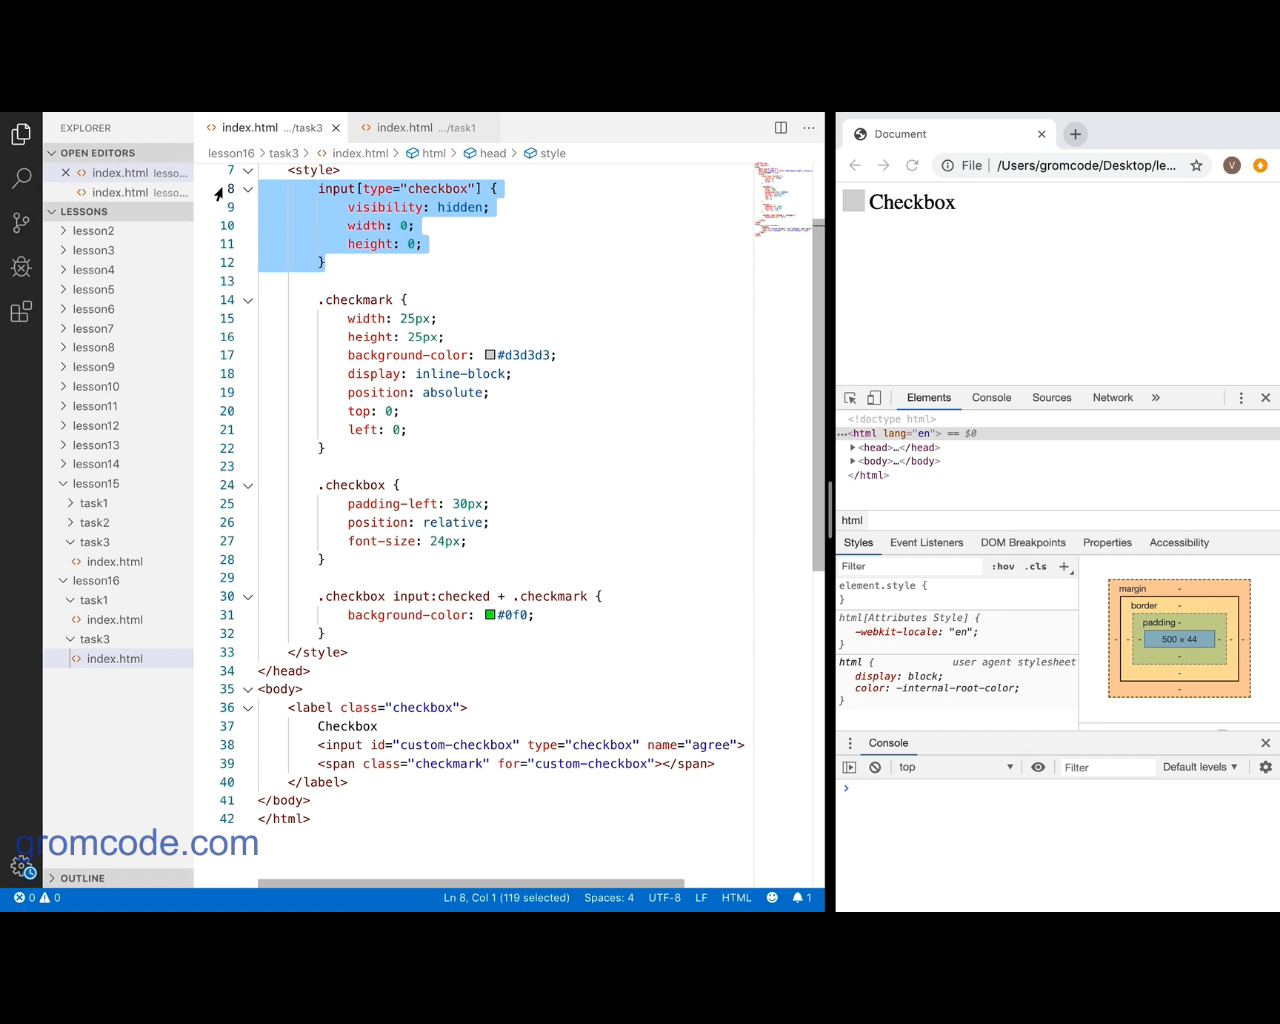 EXPLORER
OPEN EDITORS
index.html lesso...
index.html lesso...
LESSONS
lesson2
lesson3
lesson4
lesson5
lesson6
lesson7
lesson8
lesson9
lesson10
lesson11
lesson12
lesson13
lesson14
lesson15
task1
task2
task3
index.html
lesson16
task1
index.html
task3
index.html
OUTLINE
gromcode.com
index.html .../task3
index.html .../task1
lesson16 > task3 > index.html > html > head > style
7 <style>
8 input[type="checkbox"] {
9 visibility: hidden;
10 width: 0;
11 height: 0;
12 }
13
14 .checkmark {
15 width: 25px;
16 height: 25px;
17 background-color: #d3d3d3;
18 display: inline-block;
19 position: absolute;
20 top: 0;
21 left: 0;
22 }
23
24 .checkbox {
25 padding-left: 30px;
26 position: relative;
27 font-size: 24px;
28 }
29
30 .checkbox input:checked + .checkmark {
31 background-color: #0f0;
32 }
33 </style>
34 </head>
35 <body>
36 <label class="checkbox">
37 Checkbox
38 <input id="custom-checkbox" type="checkbox" name="agree">
39 <span class="checkmark" for="custom-checkbox"></span>
40 </label>
41 </body>
42 </html>
0 0
Ln 8, Col 1 (119 selected) Spaces: 4 UTF-8 LF HTML 1
Document
File | /Users/gromcode/Desktop/le... V
Checkbox
Elements Console Sources Network »
<!doctype html>
...<html lang="en"> == $0
<head>...</head>
<body>...</body>
</html>
html
Styles Event Listeners DOM Breakpoints Properties Accessibility
Filter :hov .cls +
element.style {
}
html[Attributes Style] {
-webkit-locale: "en";
}
html { user agent stylesheet
display: block;
color: -internal-root-color;
}
margin -
border -
padding -
- - - 500 × 44 - - -
-
-
-
Console
top Filter Default levels